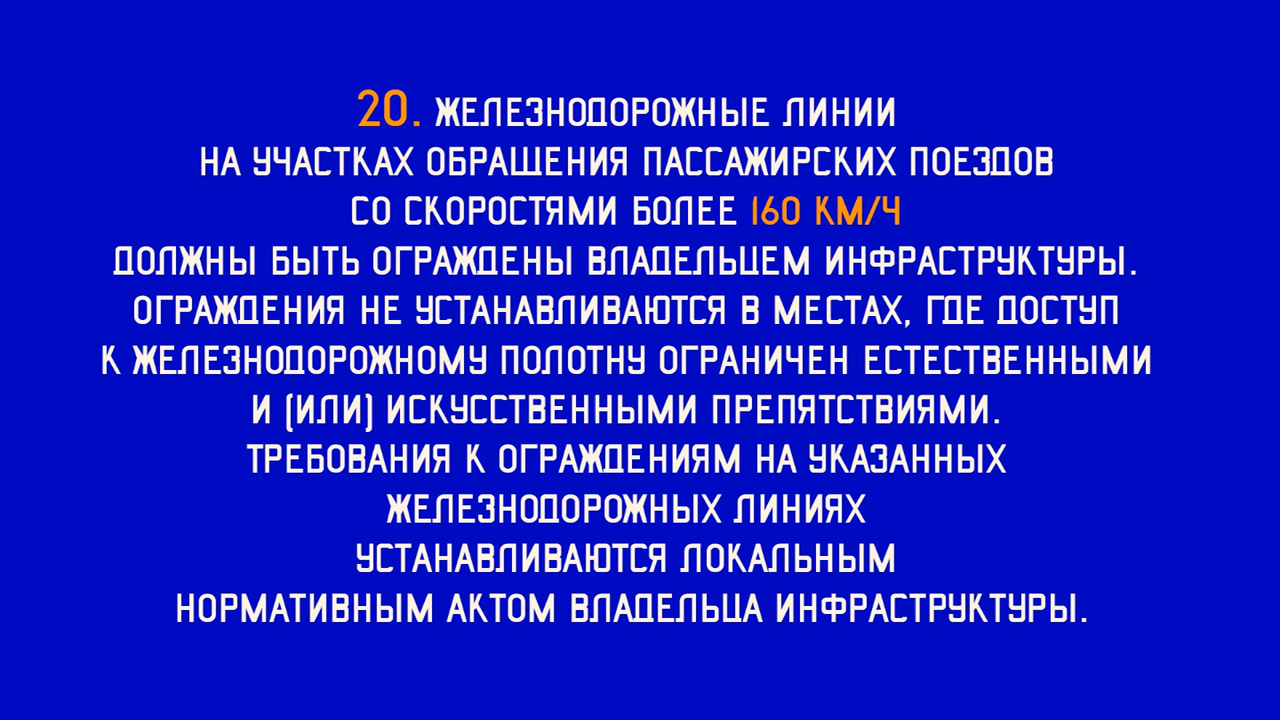 20. ЖЕЛЕЗНОДОРОЖНЫЕ ЛИНИИ
НА УЧАСТКАХ ОБРАЩЕНИЯ ПАССАЖИРСКИХ ПОЕЗДОВ
СО СКОРОСТЯМИ БОЛЕЕ 160 КМ/Ч
ДОЛЖНЫ БЫТЬ ОГРАЖДЕНЫ ВЛАДЕЛЬЦЕМ ИНФРАСТРУКТУРЫ.
ОГРАЖДЕНИЯ НЕ УСТАНАВЛИВАЮТСЯ В МЕСТАХ, ГДЕ ДОСТУП
К ЖЕЛЕЗНОДОРОЖНОМУ ПОЛОТНУ ОГРАНИЧЕН ЕСТЕСТВЕННЫМИ
И (ИЛИ) ИСКУССТВЕННЫМИ ПРЕПЯТСТВИЯМИ.
ТРЕБОВАНИЯ К ОГРАЖДЕНИЯМ НА УКАЗАННЫХ
ЖЕЛЕЗНОДОРОЖНЫХ ЛИНИЯХ
УСТАНАВЛИВАЮТСЯ ЛОКАЛЬНЫМ
НОРМАТИВНЫМ АКТОМ ВЛАДЕЛЬЦА ИНФРАСТРУКТУРЫ.